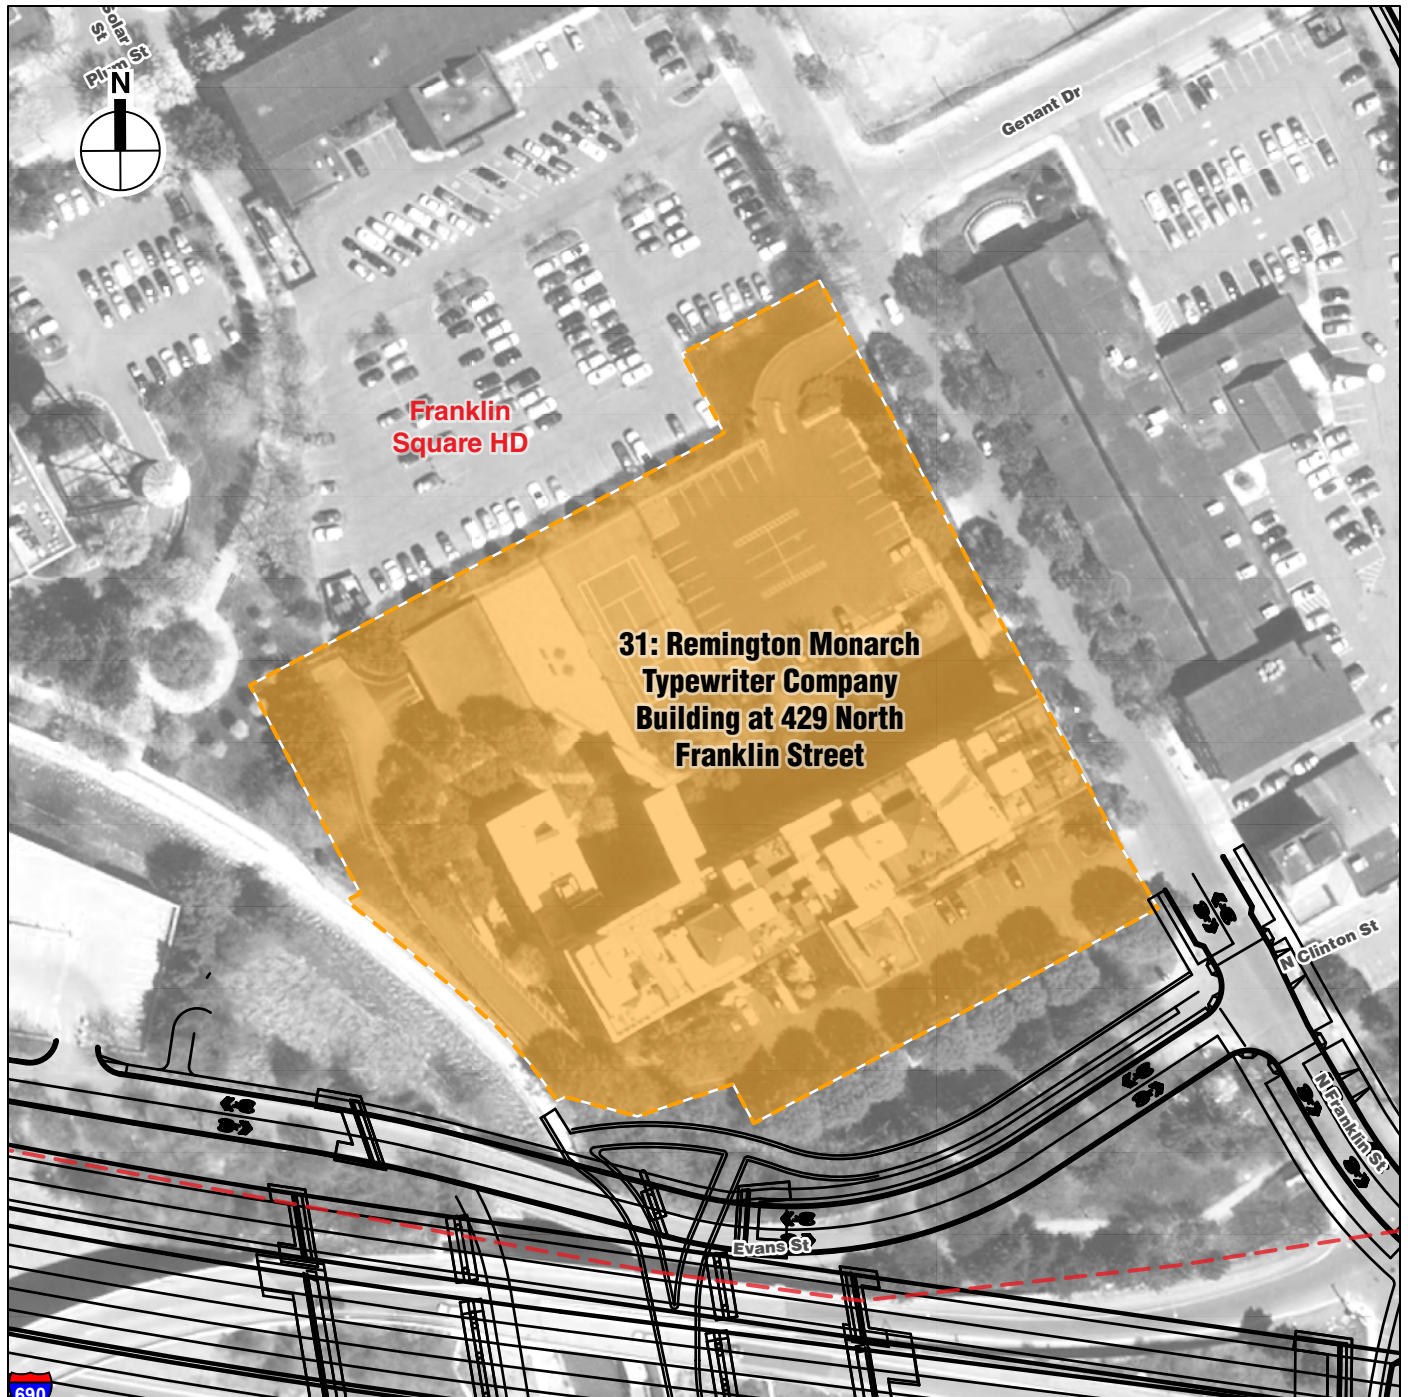 Solar
St
Plum St
N
Genant Dr
Franklin
Square HD
31: Remington Monarch
Typewriter Company
Building at 429 North
Franklin Street
N Clinton St
N Franklin St
Evans St
690